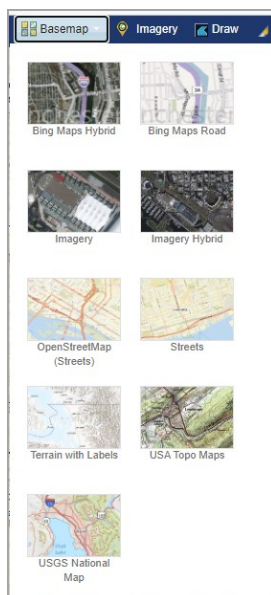 Basemap Imagery Draw
Bing Maps Hybrid Bing Maps Road
Imagery Imagery Hybrid
OpenStreetMap
(Streets)
Streets
Terrain with Labels USA Topo Maps
USGS National
Map